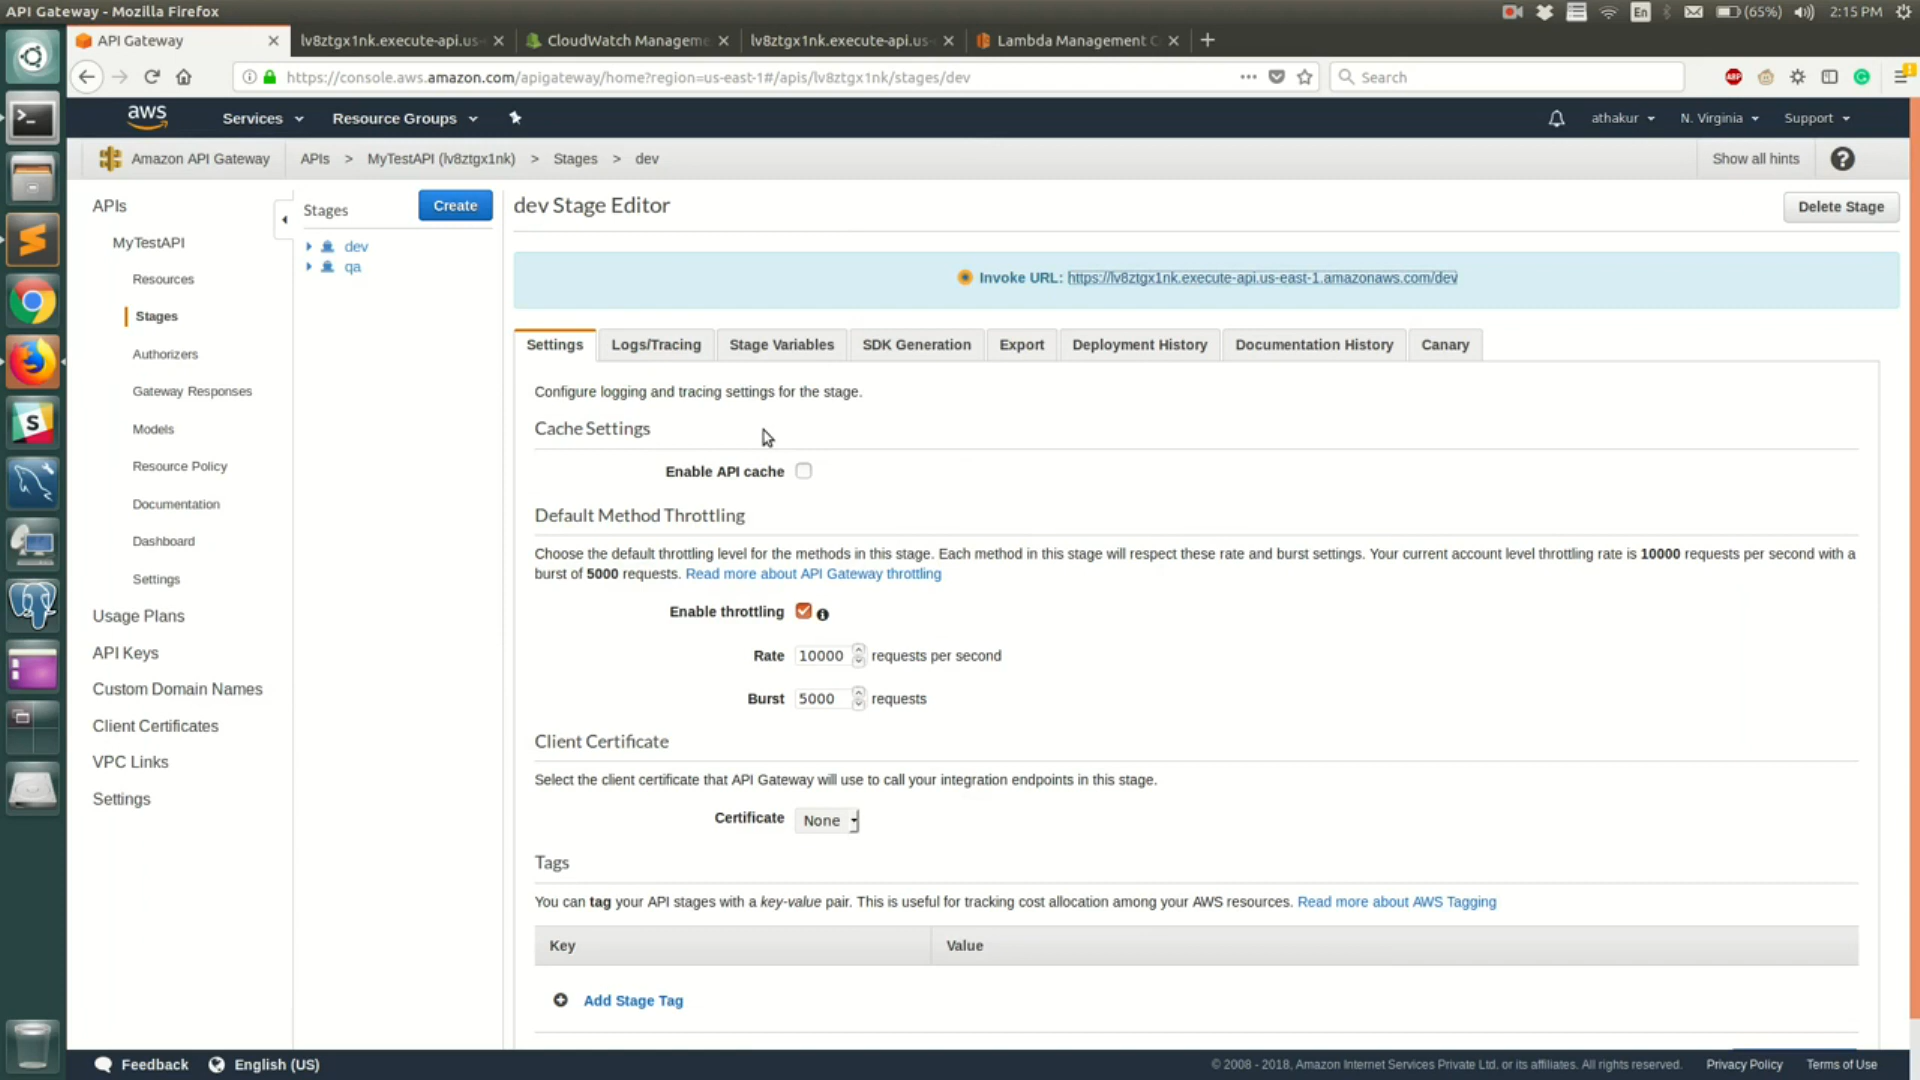 API Gateway - Mozilla Firefox
En
(65%)
2:15 PM
API Gateway
lv8ztgx1nk.execute-api.us-
CloudWatch Manageme
lv8ztgx1nk.execute-api.us-
Lambda Management C
https://console.aws.amazon.com/apigateway/home?region=us-east-1#/apis/lv8ztgx1nk/stages/dev
Search
ABP
aws
Services
Resource Groups
athakur
N. Virginia
Support
Amazon API Gateway
APIs > MyTestAPI (lv8ztgx1nk) > Stages > dev
Show all hints
APIs
MyTestAPI
Resources
Stages
Authorizers
Gateway Responses
Models
Resource Policy
Documentation
Dashboard
Settings
Usage Plans
API Keys
Custom Domain Names
Client Certificates
VPC Links
Settings
Stages
Create
dev
qa
dev Stage Editor
Delete Stage
Invoke URL: https://lv8ztgx1nk.execute-api.us-east-1.amazonaws.com/dev
Settings
Logs/Tracing
Stage Variables
SDK Generation
Export
Deployment History
Documentation History
Canary
Configure logging and tracing settings for the stage.
Cache Settings
Enable API cache
Default Method Throttling
Choose the default throttling level for the methods in this stage. Each method in this stage will respect these rate and burst settings. Your current account level throttling rate is 10000 requests per second with a
burst of 5000 requests. Read more about API Gateway throttling
Enable throttling
Rate 10000 requests per second
Burst 5000 requests
Client Certificate
Select the client certificate that API Gateway will use to call your integration endpoints in this stage.
Certificate None
Tags
You can tag your API stages with a key-value pair. This is useful for tracking cost allocation among your AWS resources. Read more about AWS Tagging
Key
Value
Add Stage Tag
Feedback
English (US)
© 2008 - 2018, Amazon Internet Services Private Ltd. or its affiliates. All rights reserved.
Privacy Policy
Terms of Use